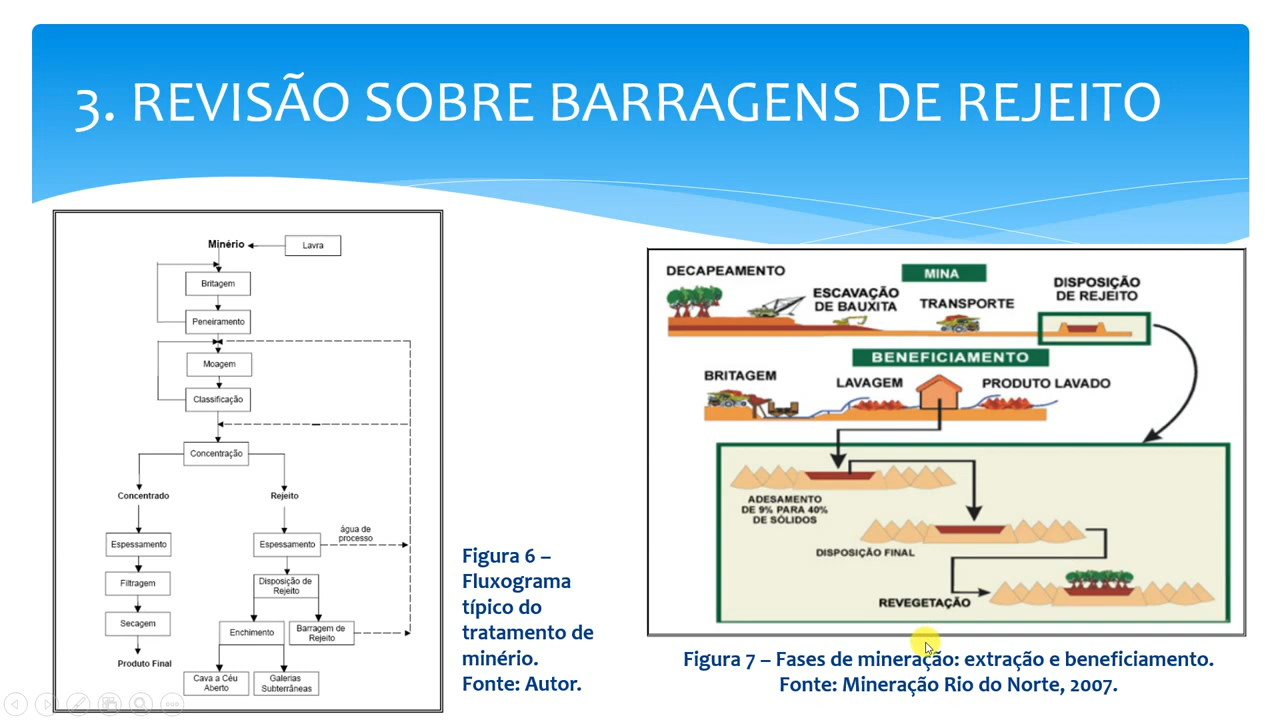 3. REVISÃO SOBRE BARRAGENS DE REJEITO
Minério
Lavra
Britagem
Peneiramento
Moagem
Classificação
Concentração
Concentrado
Rejeito
Espessamento
Espessamento
água de
processo
Filtragem
Disposição de
Rejeito
Secagem
Enchimento
Barragem de
Rejeito
Produto Final
Cava a Céu
Aberto
Galerias
Subterrâneas
Figura 6 –
Fluxograma
típico do
tratamento de
minério.
Fonte: Autor.
DECAPEAMENTO
MINA
ESCAVAÇÃO
DE BAUXITA
TRANSPORTE
DISPOSIÇÃO
DE REJEITO
BENEFICIAMENTO
BRITAGEM
LAVAGEM
PRODUTO LAVADO
ADESAMENTO
DE 9% PARA 40%
DE SÓLIDOS
DISPOSIÇÃO FINAL
REVEGETAÇÃO
Figura 7 – Fases de mineração: extração e beneficiamento.
Fonte: Mineração Rio do Norte, 2007.